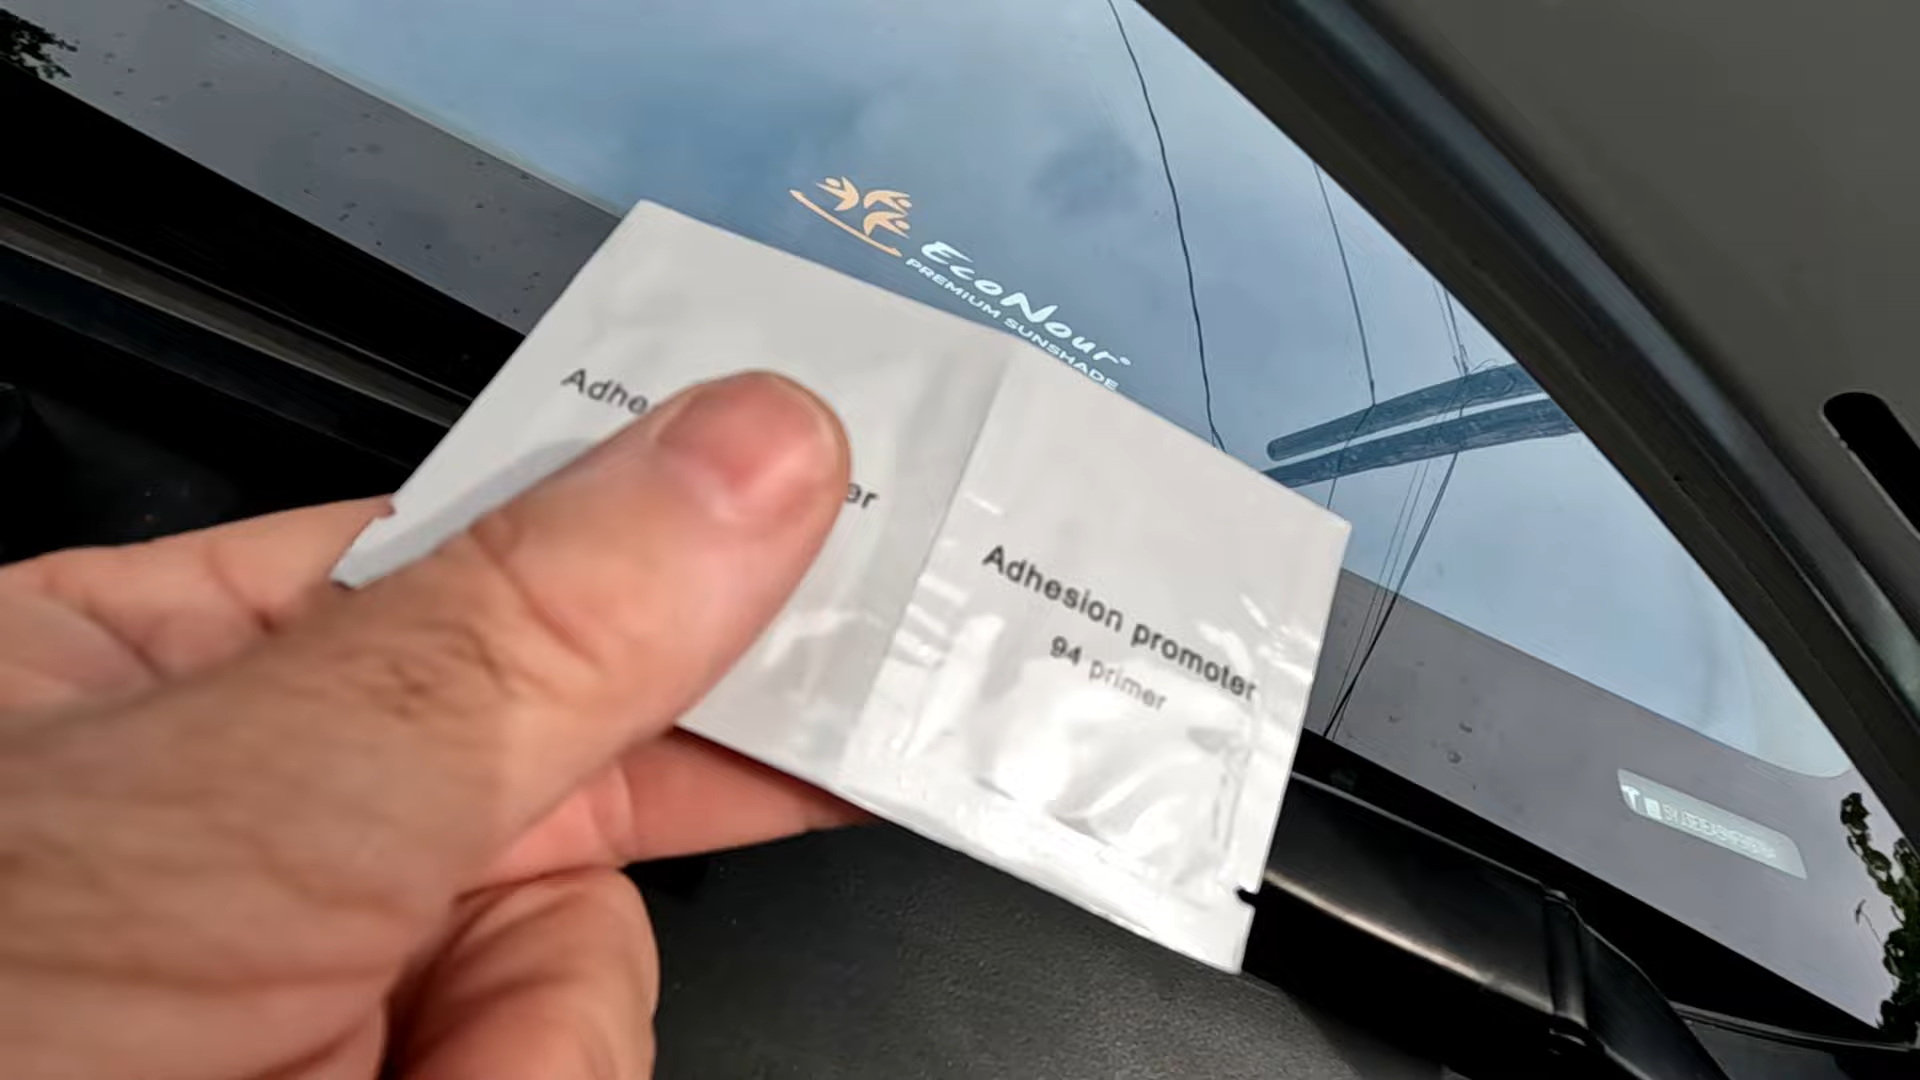 EcoNour®
PREMIUM SUNSHADE
Adhe
er
Adhesion promoter
94 primer